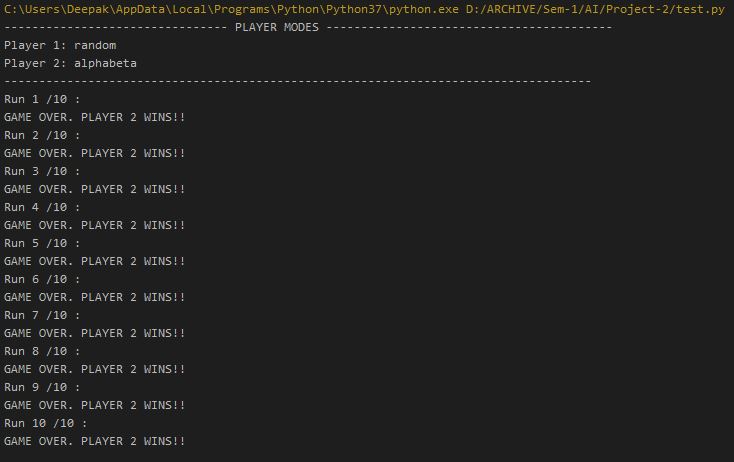 C:\Users\Deepak\AppData\Local\Programs\Python\Python37\python.exe D:/ARCHIVE/Sem-1/AI/Project-2/test.py
-------------------------------- PLAYER MODES -----------------------------------------
Player 1: random
Player 2: alphabeta
------------------------------------------------------------------------------------
Run 1 /10 :
GAME OVER. PLAYER 2 WINS!!
Run 2 /10 :
GAME OVER. PLAYER 2 WINS!!
Run 3 /10 :
GAME OVER. PLAYER 2 WINS!!
Run 4 /10 :
GAME OVER. PLAYER 2 WINS!!
Run 5 /10 :
GAME OVER. PLAYER 2 WINS!!
Run 6 /10 :
GAME OVER. PLAYER 2 WINS!!
Run 7 /10 :
GAME OVER. PLAYER 2 WINS!!
Run 8 /10 :
GAME OVER. PLAYER 2 WINS!!
Run 9 /10 :
GAME OVER. PLAYER 2 WINS!!
Run 10 /10 :
GAME OVER. PLAYER 2 WINS!!